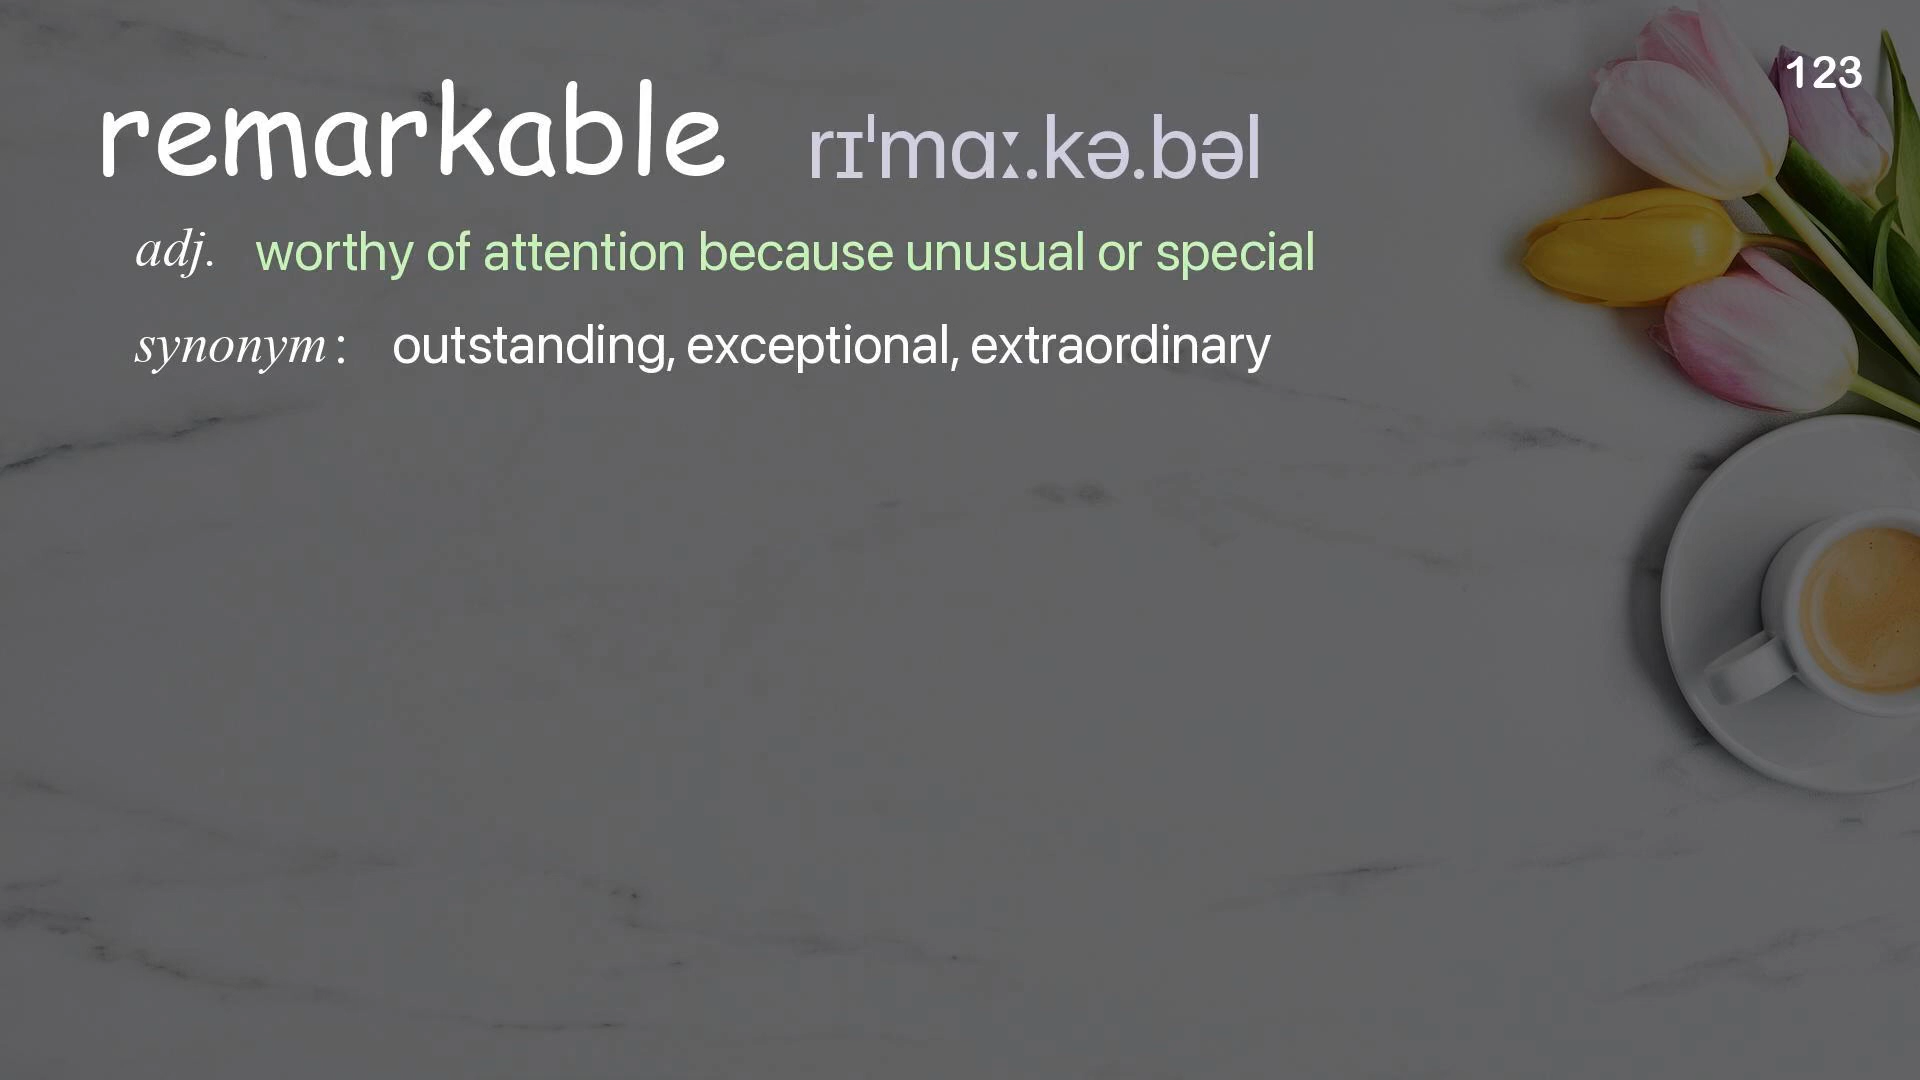 123
remarkable rɪˈmɑː.kə.bəl
adj. worthy of attention because unusual or special
synonym : outstanding, exceptional, extraordinary